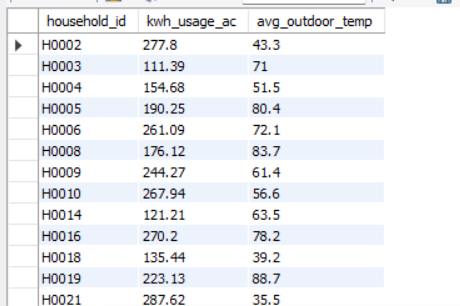 household_id kwh_usage_ac avg_outdoor_temp
H0002 277.8 43.3
H0003 111.39 71
H0004 154.68 51.5
H0005 190.25 80.4
H0006 261.09 72.1
H0008 176.12 83.7
H0009 244.27 61.4
H0010 267.94 56.6
H0014 121.21 63.5
H0016 270.2 78.2
H0018 135.44 39.2
H0019 223.13 88.7
H0021 287.62 35.5